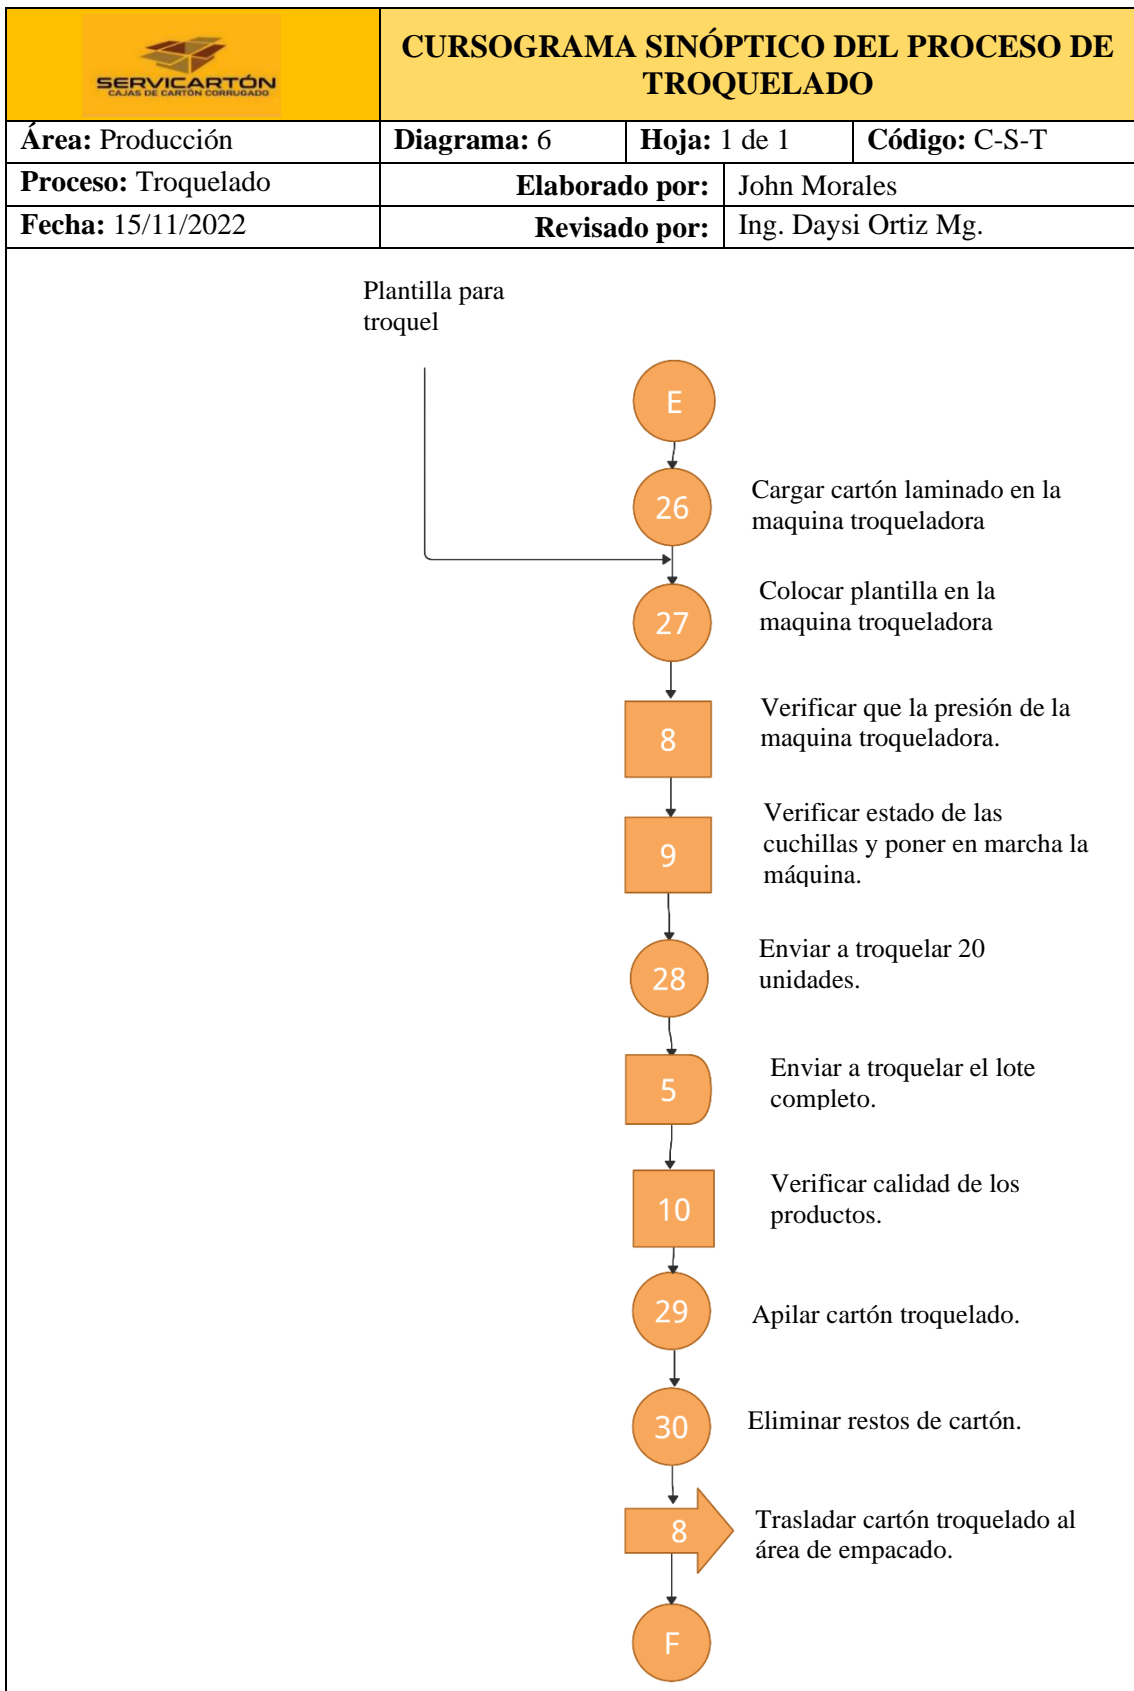 SERVICARTÓN
CAJAS DE CARTÓN CORRUGADO
CURSOGRAMA SINÓPTICO DEL PROCESO DE
TROQUELADO
Área: Producción
Diagrama: 6
Hoja: 1 de 1
Código: C-S-T
Proceso: Troquelado
Elaborado por:
John Morales
Fecha: 15/11/2022
Revisado por:
Ing. Daysi Ortiz Mg.
Plantilla para
troquel
E
26
Cargar cartón laminado en la
maquina troqueladora
27
Colocar plantilla en la
maquina troqueladora
8
Verificar que la presión de la
maquina troqueladora.
9
Verificar estado de las
cuchillas y poner en marcha la
máquina.
28
Enviar a troquelar 20
unidades.
5
Enviar a troquelar el lote
completo.
10
Verificar calidad de los
productos.
29
Apilar cartón troquelado.
30
Eliminar restos de cartón.
8
Trasladar cartón troquelado al
área de empacado.
F